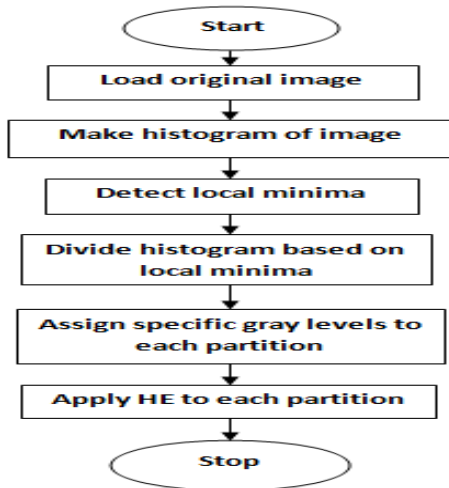 Start
Load original image
Make histogram of image
Detect local minima
Divide histogram based on
local minima
Assign specific gray levels to
each partition
Apply HE to each partition
Stop